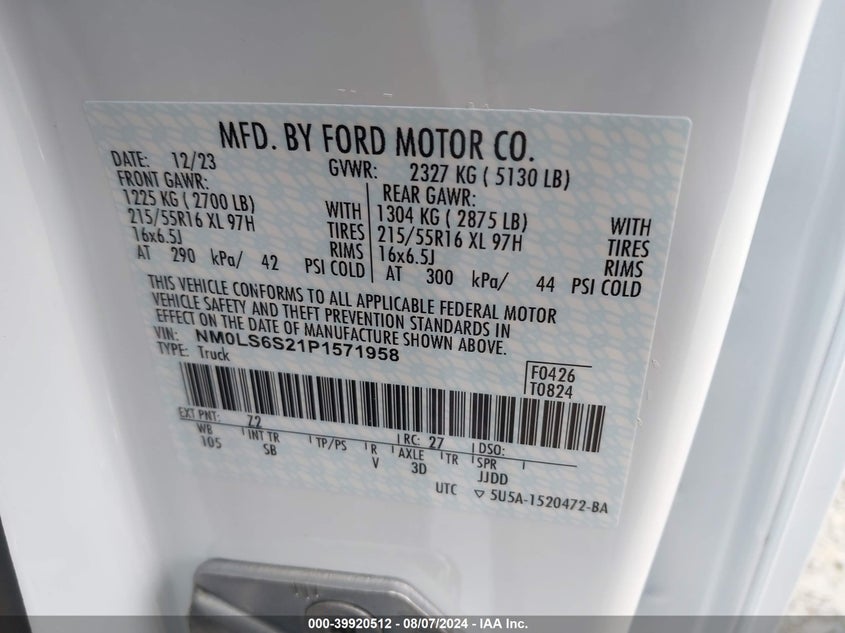 MFD. BY FORD MOTOR CO.
DATE: 12/23 GVWR: 2327 KG ( 5130 LB)
FRONT GAWR: REAR GAWR:
1225 KG ( 2700 LB) WITH 1304 KG ( 2875 LB) WITH
215/55R16 XL 97H TIRES 215/55R16 XL 97H TIRES
16x6.5J RIMS 16x6.5J RIMS
AT 290 kPa/ 42 PSI COLD AT 300 kPa/ 44 PSI COLD
THIS VEHICLE CONFORMS TO ALL APPLICABLE FEDERAL MOTOR
VEHICLE SAFETY AND THEFT PREVENTION STANDARDS IN
EFFECT ON THE DATE OF MANUFACTURE SHOWN ABOVE.
VIN: NM0LS6S21P1571958
TYPE: Truck
F0426
T0824
EXT PNT: 72 RC: 27 DSO:
WB INT TR TP/PS R AXLE TR SPR
105 SB V 3D JJDD
UTC ▽ 5U5A-1520472-BA
000-39920512 - 08/07/2024 - IAA Inc.